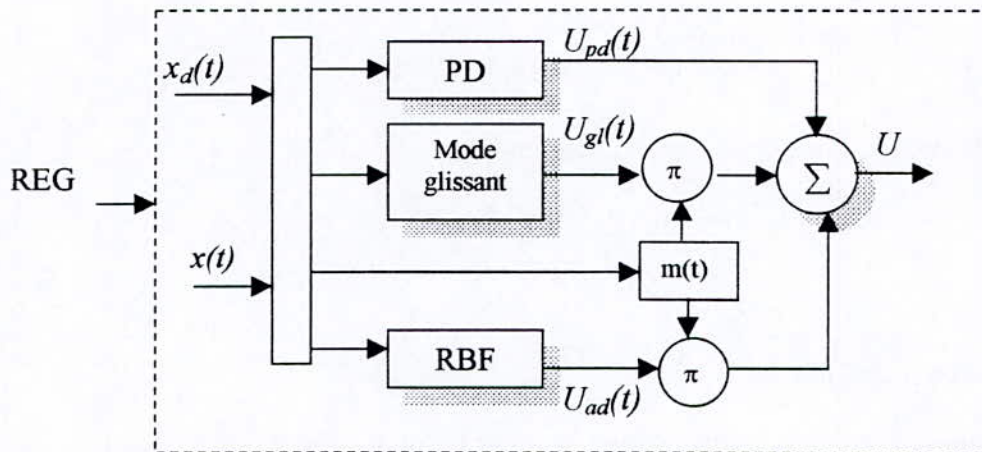 REG
x_d(t)
x(t)
PD
U_pd(t)
Mode
glissant
U_gl(t)
π
m(t)
RBF
U_ad(t)
π
Σ
U